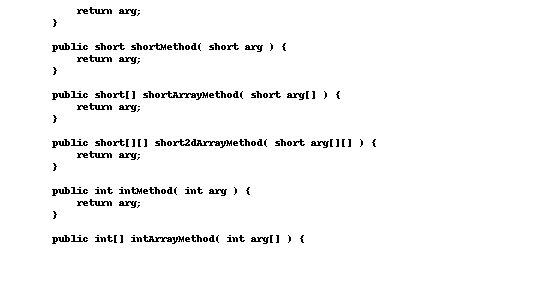 return arg;
}
public short shortMethod( short arg ) {
return arg;
}
public short[] shortArrayMethod( short arg[] ) {
return arg;
}
public short[][] short2dArrayMethod( short arg[][] ) {
return arg;
}
public int intMethod( int arg ) {
return arg;
}
public int[] intArrayMethod( int arg[] ) {